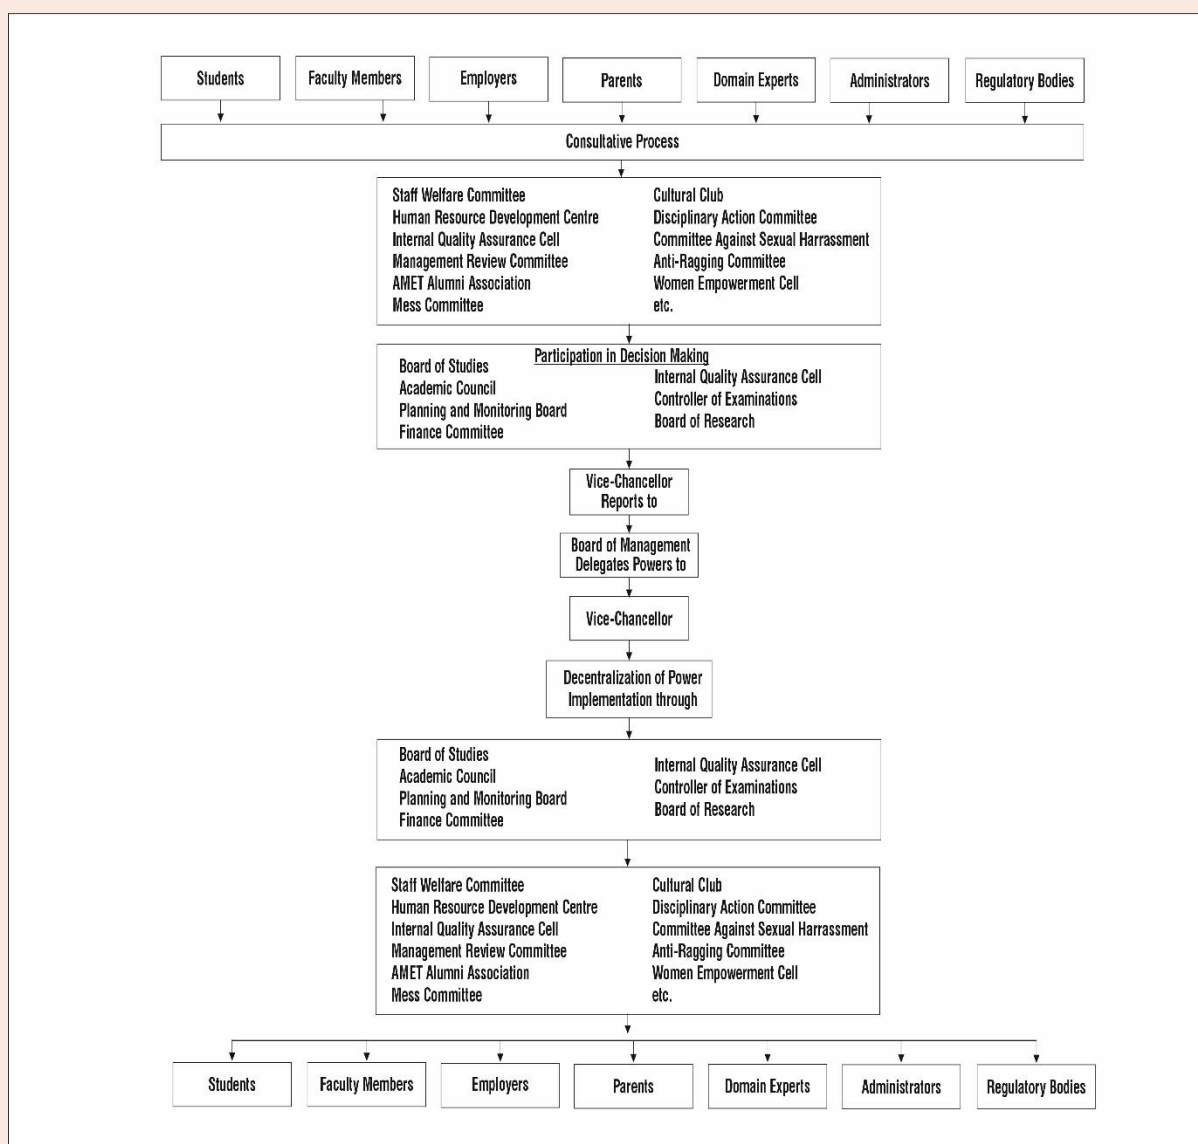 Students
Faculty Members
Employers
Parents
Domain Experts
Administrators
Regulatory Bodies
Consultative Process
Staff Welfare Committee
Human Resource Development Centre
Internal Quality Assurance Cell
Management Review Committee
AMET Alumni Association
Mess Committee
Cultural Club
Disciplinary Action Committee
Committee Against Sexual Harrassment
Anti-Ragging Committee
Women Empowerment Cell
etc.
Participation in Decision Making
Board of Studies
Academic Council
Planning and Monitoring Board
Finance Committee
Internal Quality Assurance Cell
Controller of Examinations
Board of Research
Vice-Chancellor
Reports to
Board of Management
Delegates Powers to
Vice-Chancellor
Decentralization of Power
Implementation through
Board of Studies
Academic Council
Planning and Monitoring Board
Finance Committee
Internal Quality Assurance Cell
Controller of Examinations
Board of Research
Staff Welfare Committee
Human Resource Development Centre
Internal Quality Assurance Cell
Management Review Committee
AMET Alumni Association
Mess Committee
Cultural Club
Disciplinary Action Committee
Committee Against Sexual Harrassment
Anti-Ragging Committee
Women Empowerment Cell
etc.
Students
Faculty Members
Employers
Parents
Domain Experts
Administrators
Regulatory Bodies